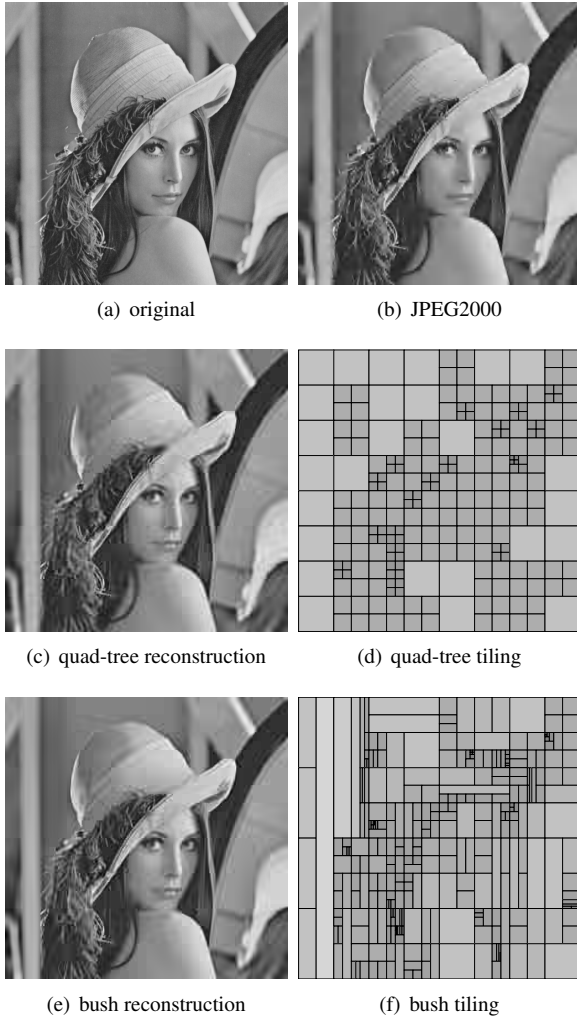 (a) original
(b) JPEG2000
(c) quad-tree reconstruction
(d) quad-tree tiling
(e) bush reconstruction
(f) bush tiling